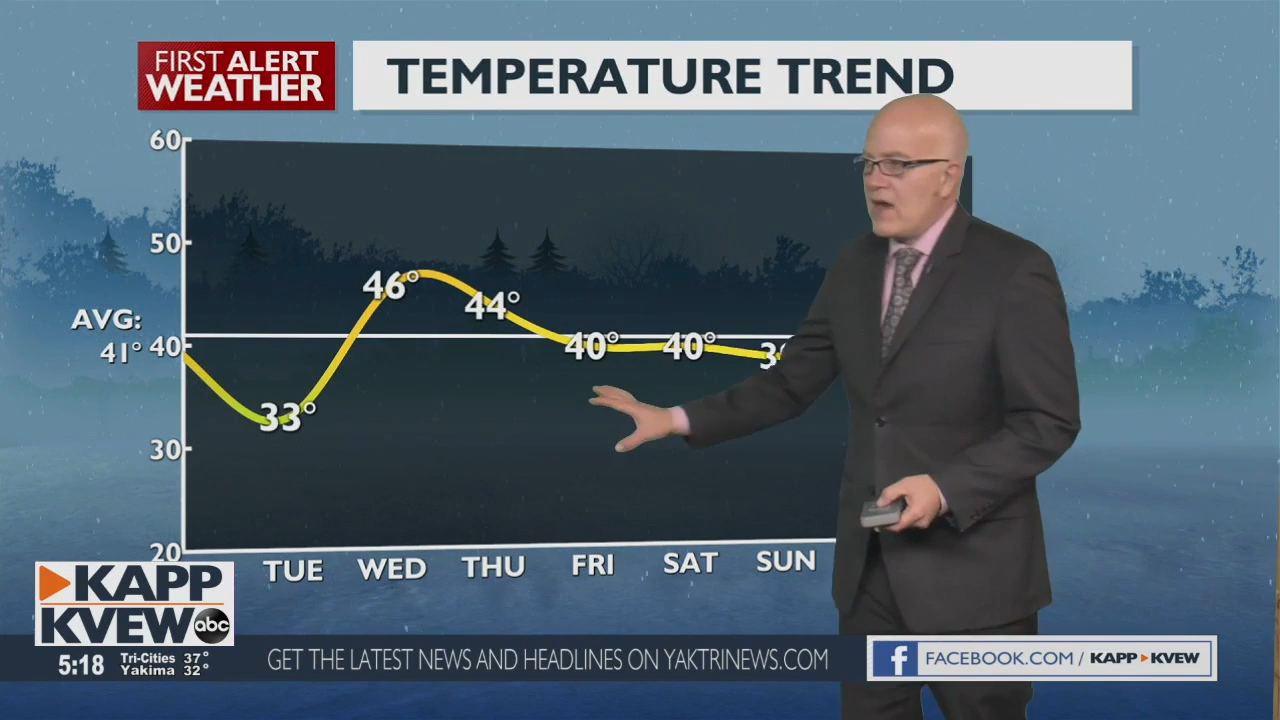 FIRST ALERT
WEATHER
TEMPERATURE TREND
60
50
AVG:
41°
40
30
20
46°
44°
40°
40°
33°
TUE
WED
THU
FRI
SAT
SUN
KAPP
KVEW
abc
5:18
Tri-Cities 37°
Yakima 32°
GET THE LATEST NEWS AND HEADLINES ON YAKTRINEWS.COM
f
FACEBOOK.COM / KAPP KVEW